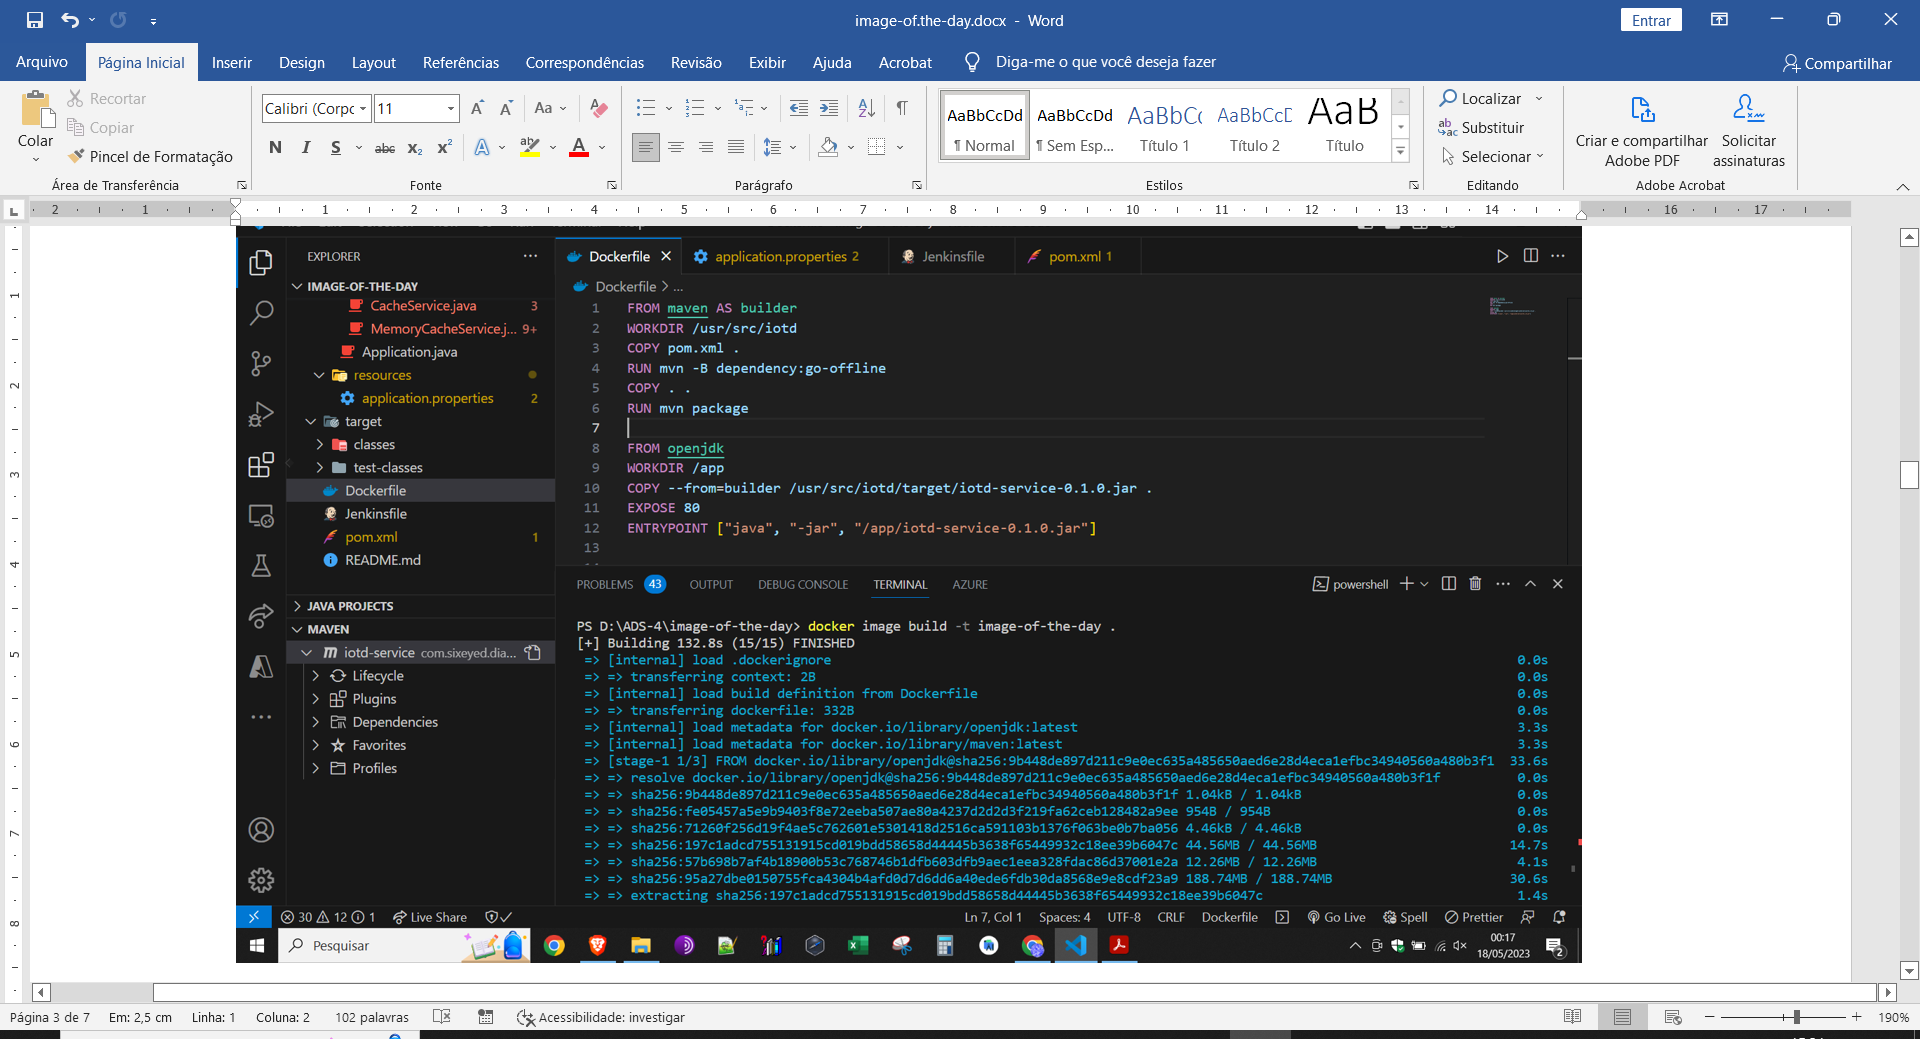 image-of.the-day.docx - Word
Entrar
Arquivo
Página Inicial
Inserir
Design
Layout
Referências
Correspondências
Revisão
Exibir
Ajuda
Acrobat
Diga-me o que você deseja fazer
Compartilhar
Colar
Recortar
Copiar
Pincel de Formatação
Área de Transferência
Calibri (Corpo
11
Fonte
Parágrafo
AaBbCcDd
¶ Normal
AaBbCcDd
¶ Sem Esp...
AaBbC
Título 1
AaBbCcE
Título 2
AaB
Título
Estilos
Localizar
Substituir
Selecionar
Editando
Criar e compartilhar
Adobe PDF
Solicitar
assinaturas
Adobe Acrobat
2 1 1 2 3 4 5 6 7 8 9 10 11 12 13 14 16 17
EXPLORER
IMAGE-OF-THE-DAY
CacheService.java 3
MemoryCacheService.j... 9+
Application.java
resources
application.properties 2
target
classes
test-classes
Dockerfile
Jenkinsfile
pom.xml 1
README.md
JAVA PROJECTS
MAVEN
iotd-service com.sixeyed.dia...
Lifecycle
Plugins
Dependencies
Favorites
Profiles
Dockerfile
application.properties 2
Jenkinsfile
pom.xml 1
Dockerfile > ...
1 FROM maven AS builder
2 WORKDIR /usr/src/iotd
3 COPY pom.xml .
4 RUN mvn -B dependency:go-offline
5 COPY . .
6 RUN mvn package
7
8 FROM openjdk
9 WORKDIR /app
10 COPY --from=builder /usr/src/iotd/target/iotd-service-0.1.0.jar .
11 EXPOSE 80
12 ENTRYPOINT ["java", "-jar", "/app/iotd-service-0.1.0.jar"]
13
PROBLEMS 43 OUTPUT DEBUG CONSOLE TERMINAL AZURE
powershell
PS D:\ADS-4\image-of-the-day> docker image build -t image-of-the-day .
[+] Building 132.8s (15/15) FINISHED
=> [internal] load .dockerignore 0.0s
=> => transferring context: 2B 0.0s
=> [internal] load build definition from Dockerfile 0.0s
=> => transferring dockerfile: 332B 0.0s
=> [internal] load metadata for docker.io/library/openjdk:latest 3.3s
=> [internal] load metadata for docker.io/library/maven:latest 3.3s
=> [stage-1 1/3] FROM docker.io/library/openjdk@sha256:9b448de897d211c9e0ec635a485650aed6e28d4eca1efbc34940560a480b3f1 33.6s
=> => resolve docker.io/library/openjdk@sha256:9b448de897d211c9e0ec635a485650aed6e28d4eca1efbc34940560a480b3f1f 0.0s
=> => sha256:9b448de897d211c9e0ec635a485650aed6e28d4eca1efbc34940560a480b3f1f 1.04kB / 1.04kB 0.0s
=> => sha256:fe05457a5e9b9403f8e72eeba507ae80a4237d2d2d3f219fa62ceb128482a9ee 954B / 954B 0.0s
=> => sha256:71260f256d19f4ae5c762601e5301418d2516ca591103b1376f063be0b7ba056 4.46kB / 4.46kB 0.0s
=> => sha256:197c1adcd755131915cd019bdd58658d44445b3638f65449932c18ee39b6047c 44.56MB / 44.56MB 14.7s
=> => sha256:57b698b7af4b18900b53c768746b1dfb603dfb9aec1eea328fdac86d37001e2a 12.26MB / 12.26MB 4.1s
=> => sha256:95a27dbe0150755fca4304b4afd0d7d6dd6a40ede6fdb30da8568e9e8cdf23a9 188.74MB / 188.74MB 30.6s
=> => extracting sha256:197c1adcd755131915cd019bdd58658d44445b3638f65449932c18ee39b6047c 1.4s
30 12 1 Live Share
Ln 7, Col 1 Spaces: 4 UTF-8 CRLF Dockerfile Go Live Spell Prettier
Pesquisar
00:17
18/05/2023
2
Página 3 de 7 Em: 2,5 cm Linha: 1 Coluna: 2 102 palavras Acessibilidade: investigar
190%